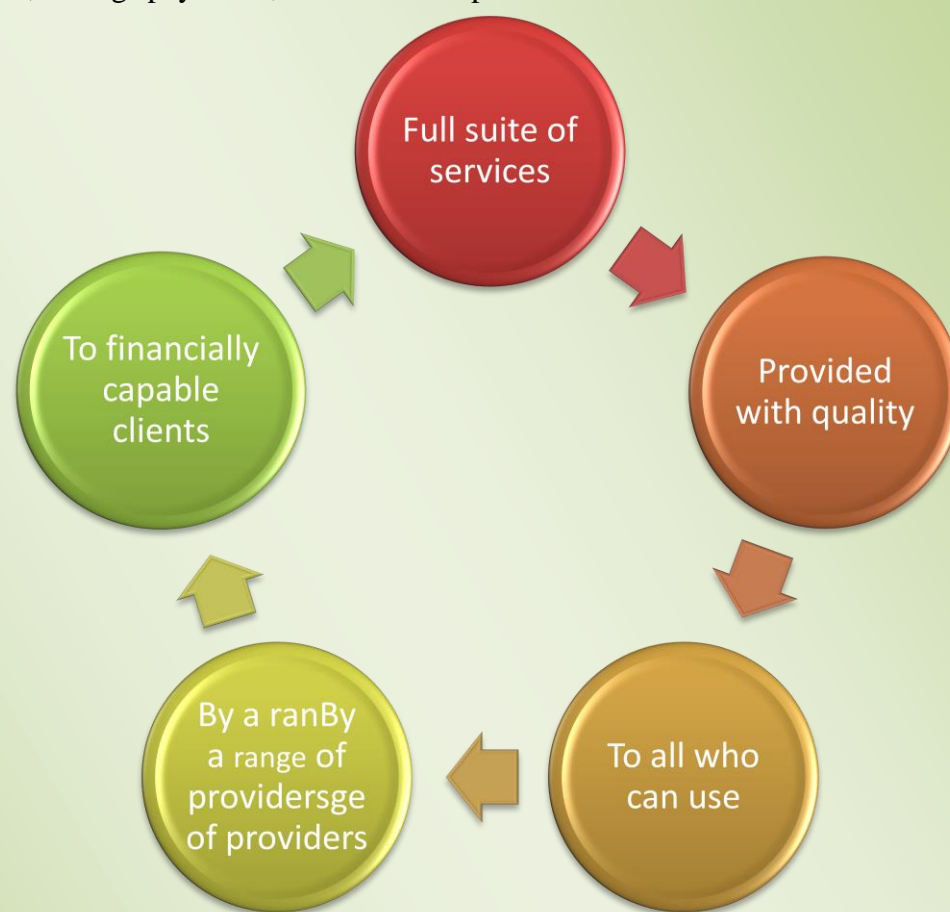 Full suite of
services
Provided
with quality
To all who
can use
By a ranBy
a range of
providersge
of providers
To financially
capable
clients